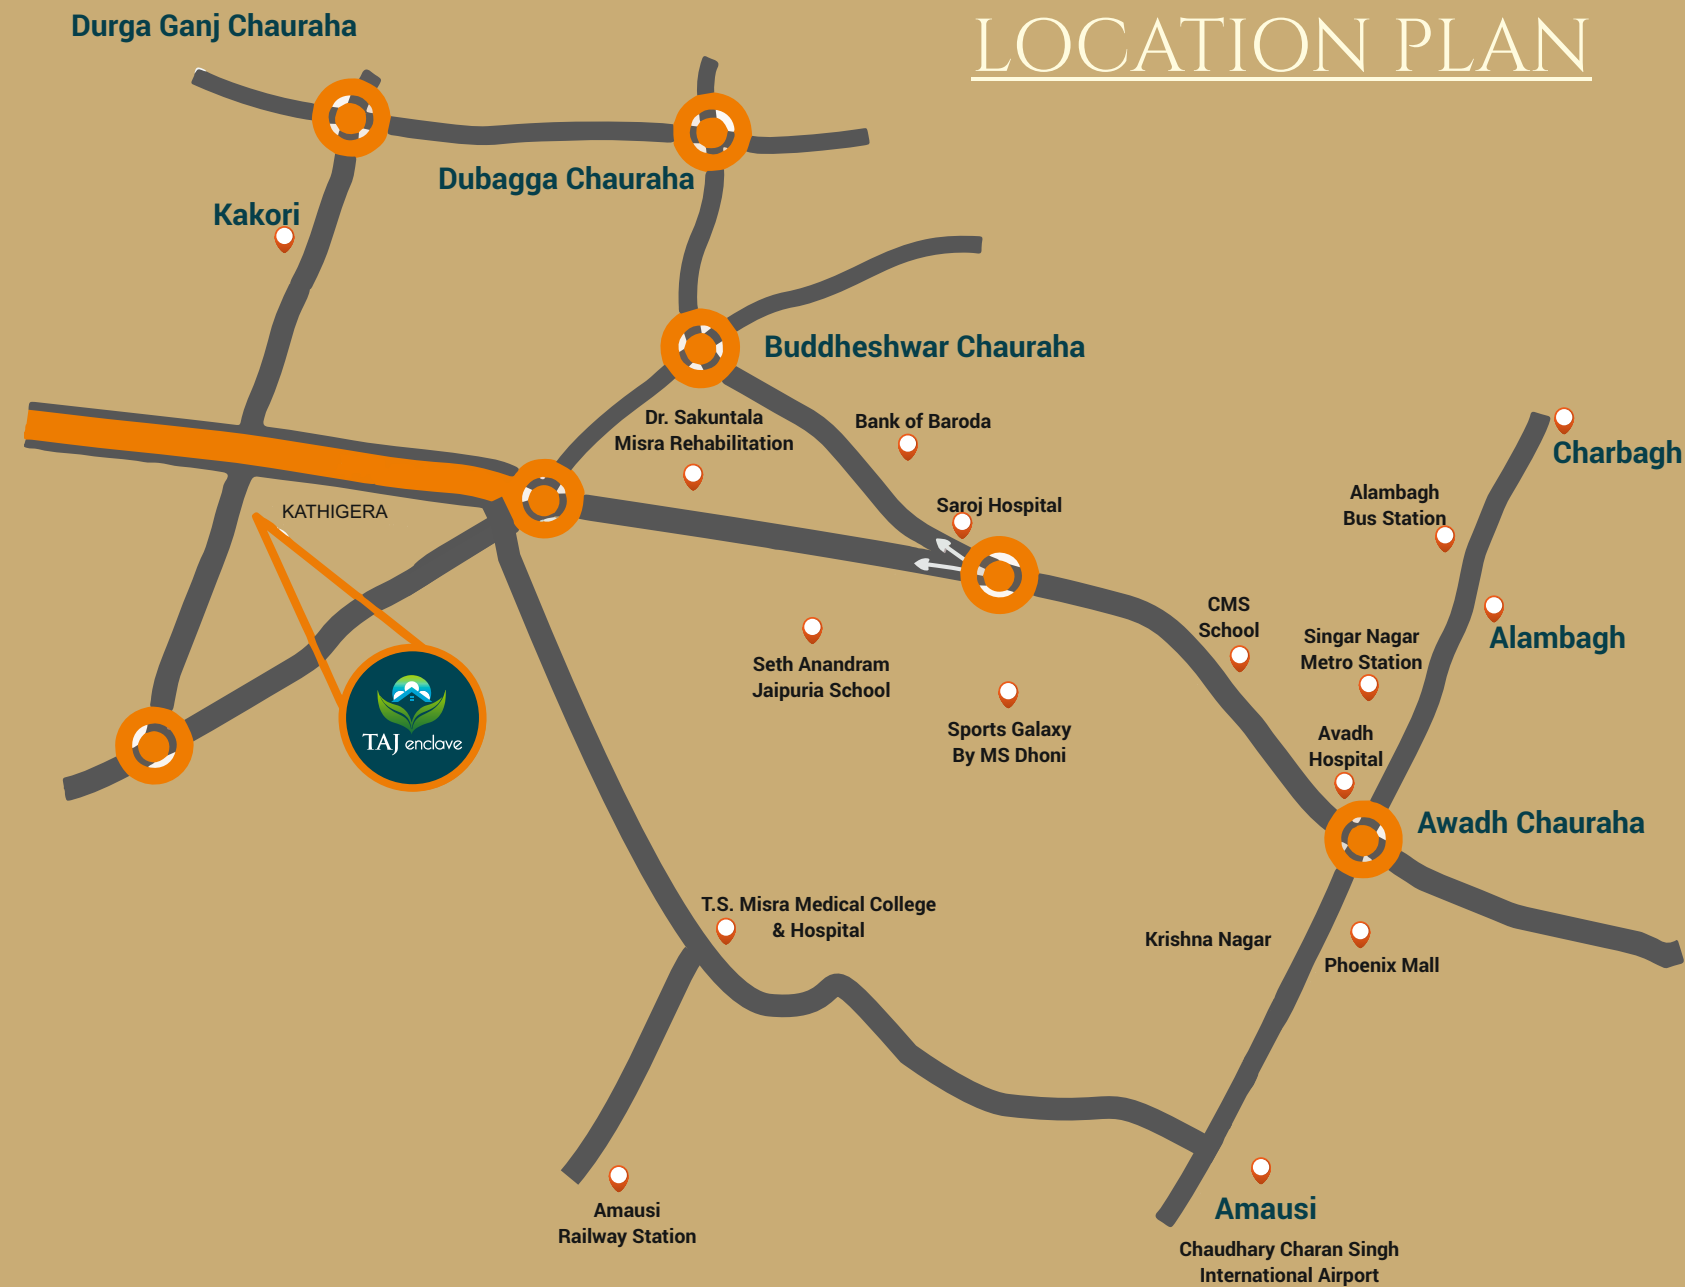 LOCATION PLAN
Durga Ganj Chauraha
Dubagga Chauraha
Kakori
Buddheshwar Chauraha
Dr. Sakuntala
Misra Rehabilitation
Bank of Baroda
Charbagh
Saroj Hospital
Alambagh
Bus Station
KATHIGERA
CMS
School
Singar Nagar
Metro Station
Alambagh
Seth Anandram
Jaipuria School
Sports Galaxy
By MS Dhoni
Avadh
Hospital
TAJ enclave
Awadh Chauraha
T.S. Misra Medical College
& Hospital
Krishna Nagar
Phoenix Mall
Amausi
Railway Station
Amausi
Chaudhary Charan Singh
International Airport